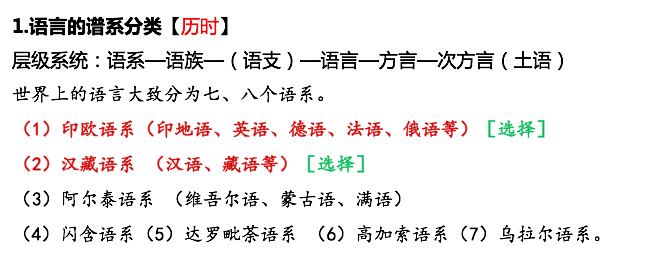 1.语言的谱系分类【历时】
层级系统：语系—语族—（语支）—语言—方言—次方言（土语）
世界上的语言大致分为七、八个语系。
（1）印欧语系（印地语、英语、德语、法语、俄语等）［选择］
（2）汉藏语系 （汉语、藏语等）［选择］
（3）阿尔泰语系 （维吾尔语、蒙古语、满语）
（4）闪含语系（5）达罗毗荼语系 （6）高加索语系（7）乌拉尔语系。